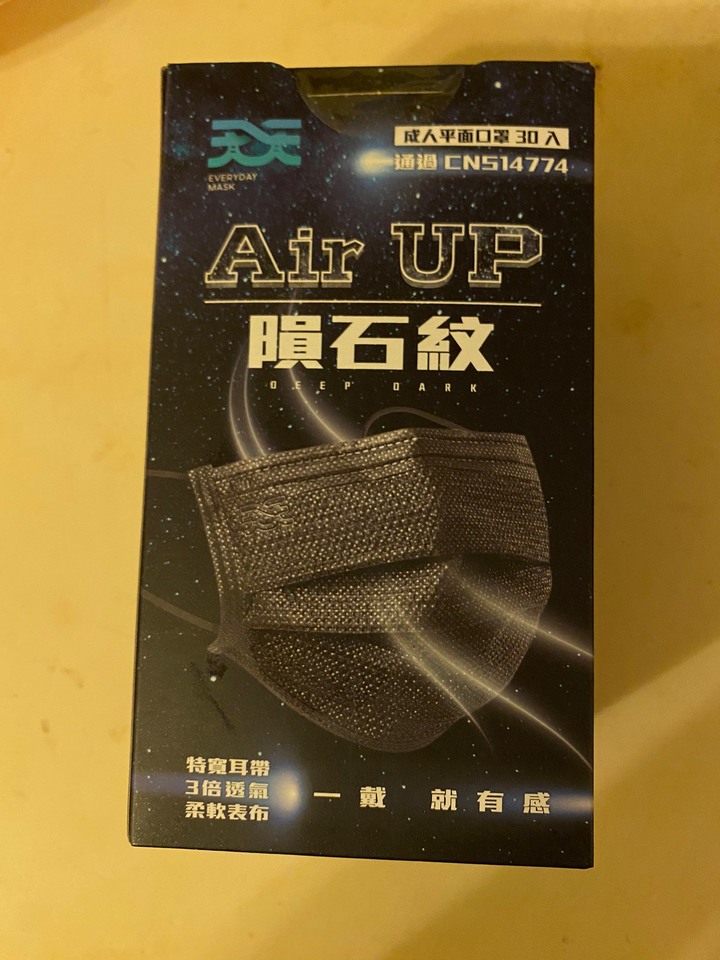 天天
EVERYDAY
MASK
成人平面口罩 30 入
通過 CNS14774
Air UP
隕石紋
DEEP DARK
特寬耳帶
3倍透氣
柔軟表布
一戴 就有感